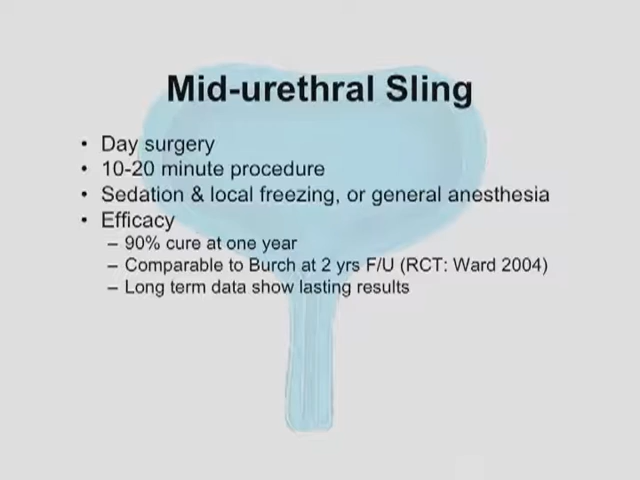 Mid-urethral Sling
• Day surgery
• 10-20 minute procedure
• Sedation & local freezing, or general anesthesia
• Efficacy
– 90% cure at one year
– Comparable to Burch at 2 yrs F/U (RCT: Ward 2004)
– Long term data show lasting results